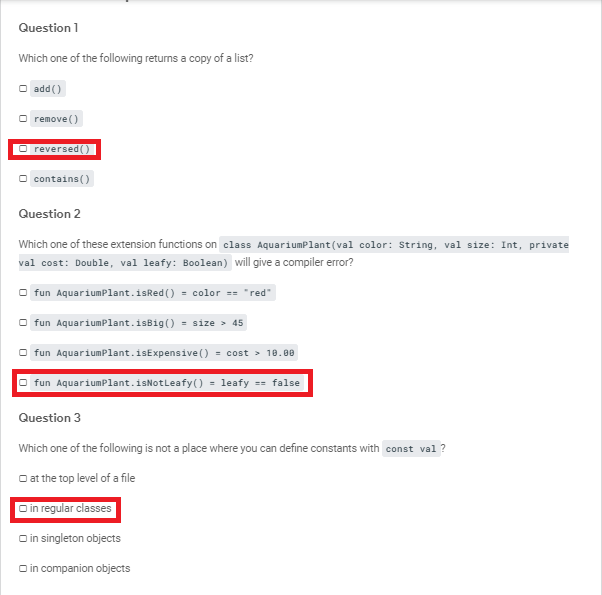 Question 1
Which one of the following returns a copy of a list?
add()
remove()
reversed()
contains()
Question 2
Which one of these extension functions on class AquariumPlant(val color: String, val size: Int, private
val cost: Double, val leafy: Boolean) will give a compiler error?
fun AquariumPlant.isRed() = color == "red"
fun AquariumPlant.isBig() = size > 45
fun AquariumPlant.isExpensive() = cost > 10.00
fun AquariumPlant.isNotLeafy() = leafy == false
Question 3
Which one of the following is not a place where you can define constants with const val ?
at the top level of a file
in regular classes
in singleton objects
in companion objects